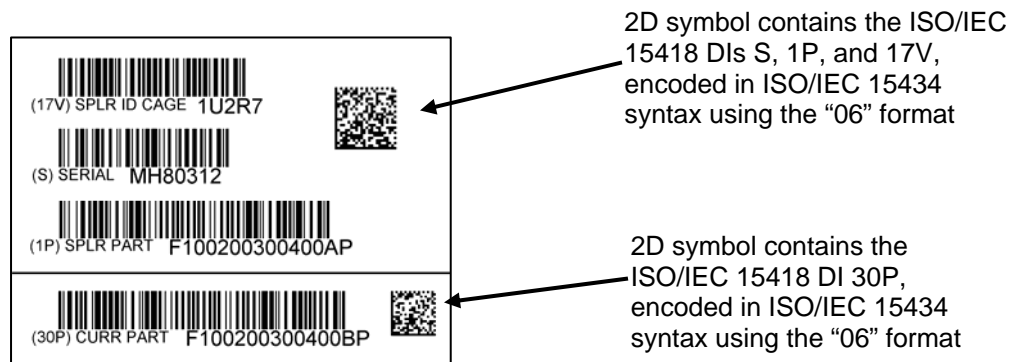 (17V) SPLR ID CAGE 1U2R7
(S) SERIAL MH80312
(1P) SPLR PART F100200300400AP
(30P) CURR PART F100200300400BP
2D symbol contains the ISO/IEC
15418 DIs S, 1P, and 17V,
encoded in ISO/IEC 15434
syntax using the “06” format
2D symbol contains the
ISO/IEC 15418 DI 30P,
encoded in ISO/IEC 15434
syntax using the “06” format